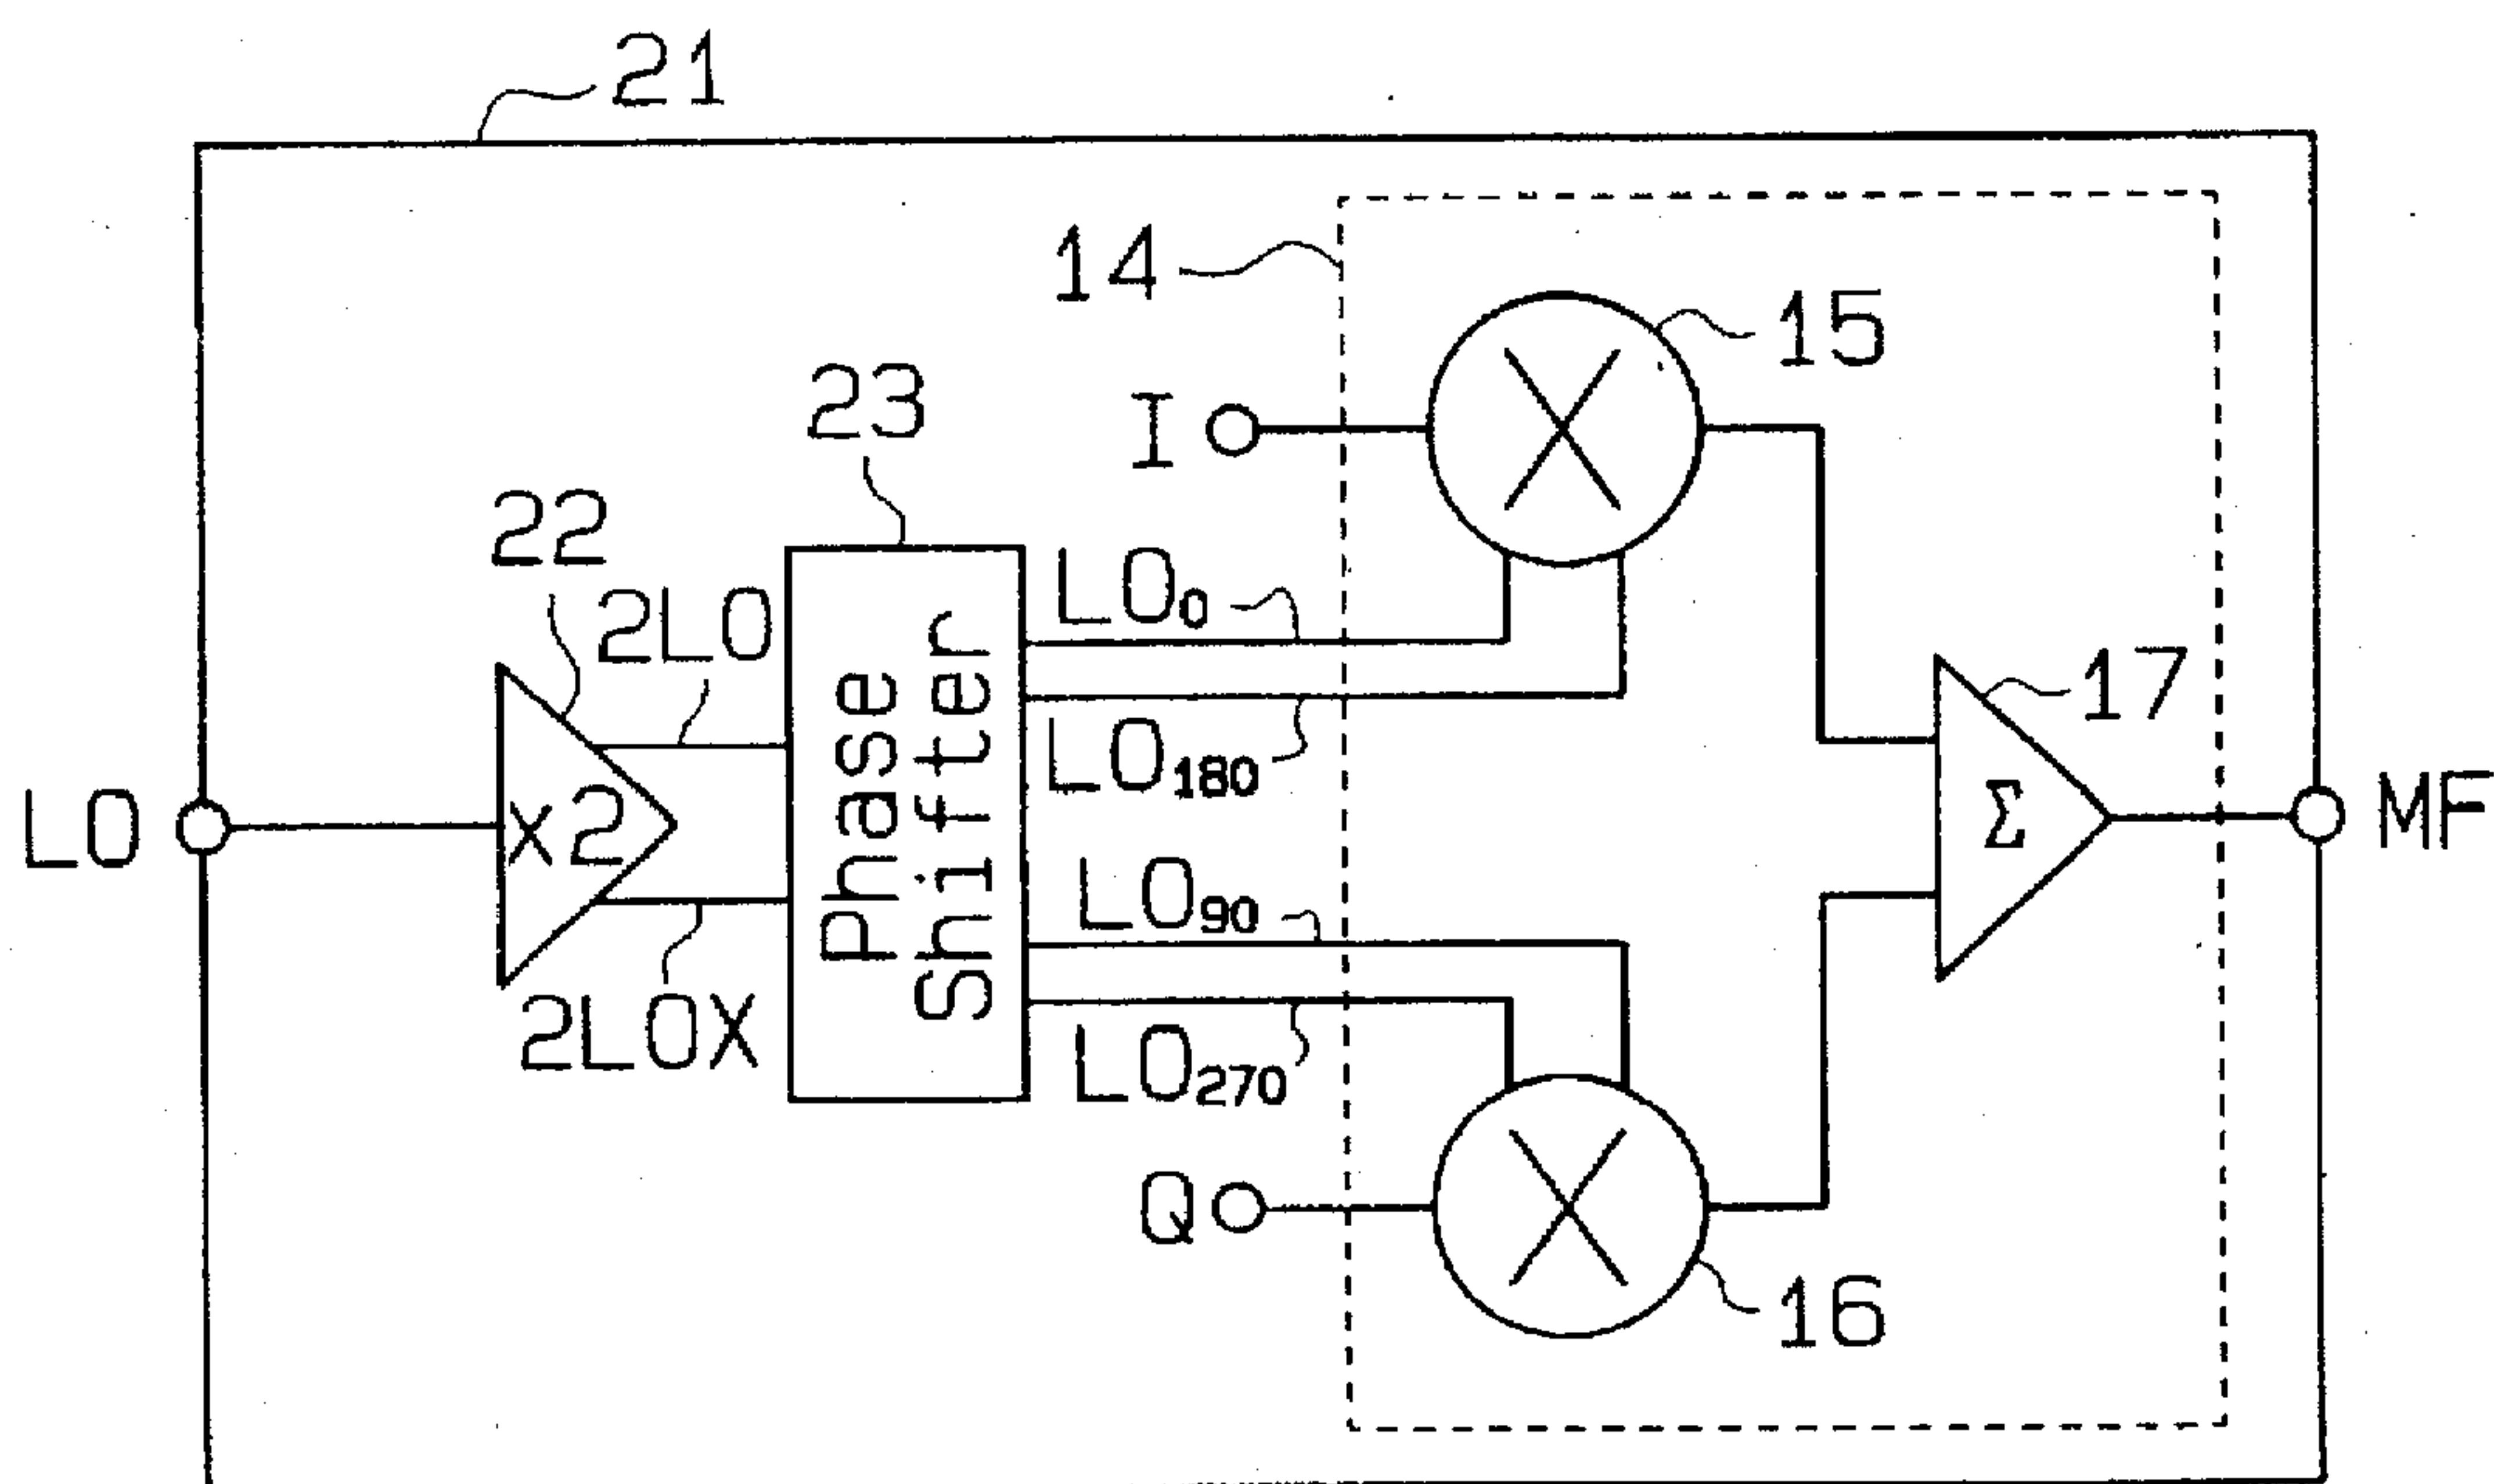 21
14
15
I
23
22
2LO
LO0
17
LO180
LO
x2
Phase
Shifter
Σ
MF
LO90
2LOX
LO270
Q
16